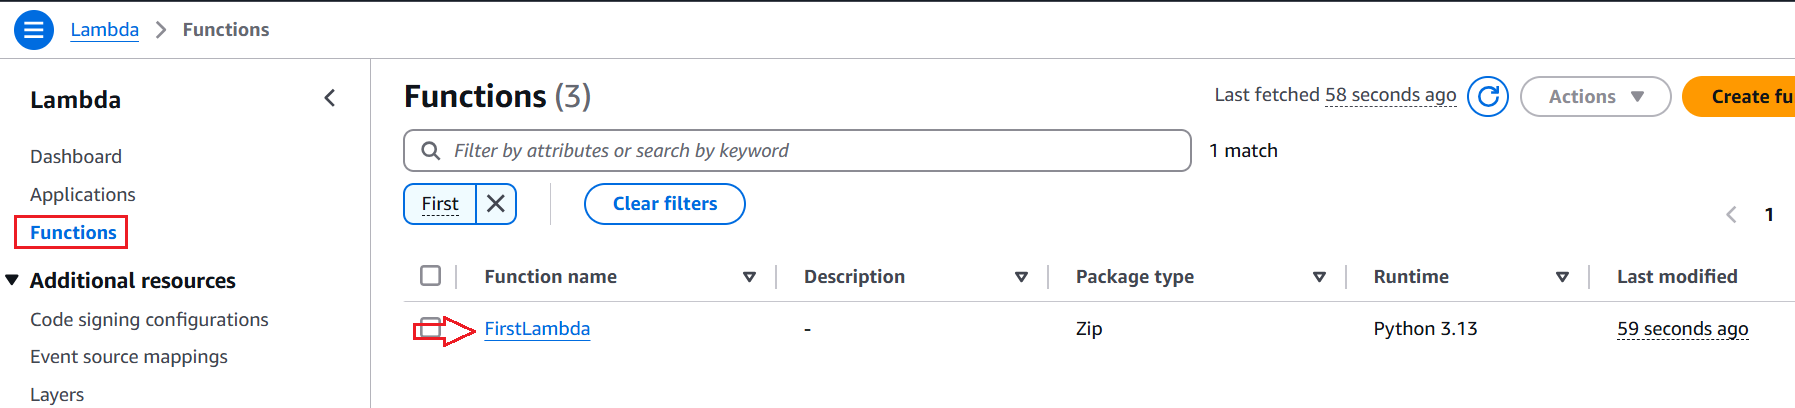 Lambda > Functions
Lambda
Dashboard
Applications
Functions
Additional resources
Code signing configurations
Event source mappings
Layers
Functions (3)
Last fetched 58 seconds ago
Actions
Create fu
Filter by attributes or search by keyword
1 match
First
Clear filters
1
Function name Description Package type Runtime Last modified
FirstLambda - Zip Python 3.13 59 seconds ago